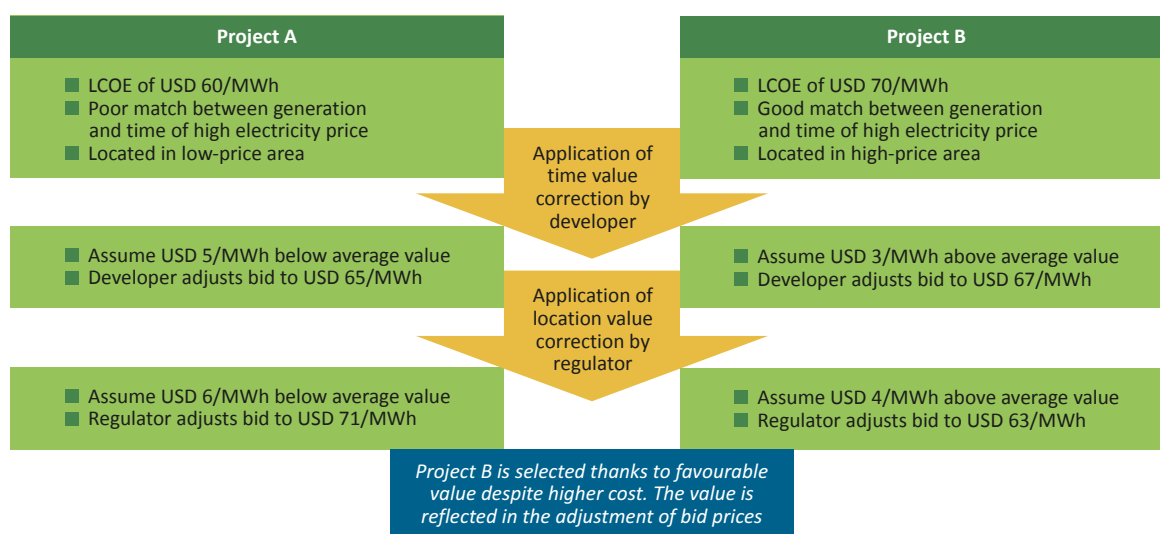 Project A
LCOE of USD 60/MWh
Poor match between generation
and time of high electricity price
Located in low-price area
Project B
LCOE of USD 70/MWh
Good match between generation
and time of high electricity price
Located in high-price area
Application of
time value
correction by
developer
Assume USD 5/MWh below average value
Developer adjusts bid to USD 65/MWh
Assume USD 3/MWh above average value
Developer adjusts bid to USD 67/MWh
Application of
location value
correction by
regulator
Assume USD 6/MWh below average value
Regulator adjusts bid to USD 71/MWh
Assume USD 4/MWh above average value
Regulator adjusts bid to USD 63/MWh
Project B is selected thanks to favourable
value despite higher cost. The value is
reflected in the adjustment of bid prices